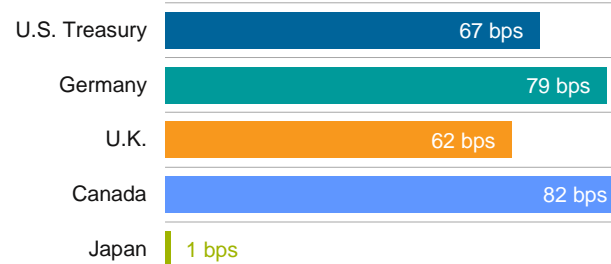 U.S. Treasury 67 bps
Germany 79 bps
U.K. 62 bps
Canada 82 bps
Japan 1 bps